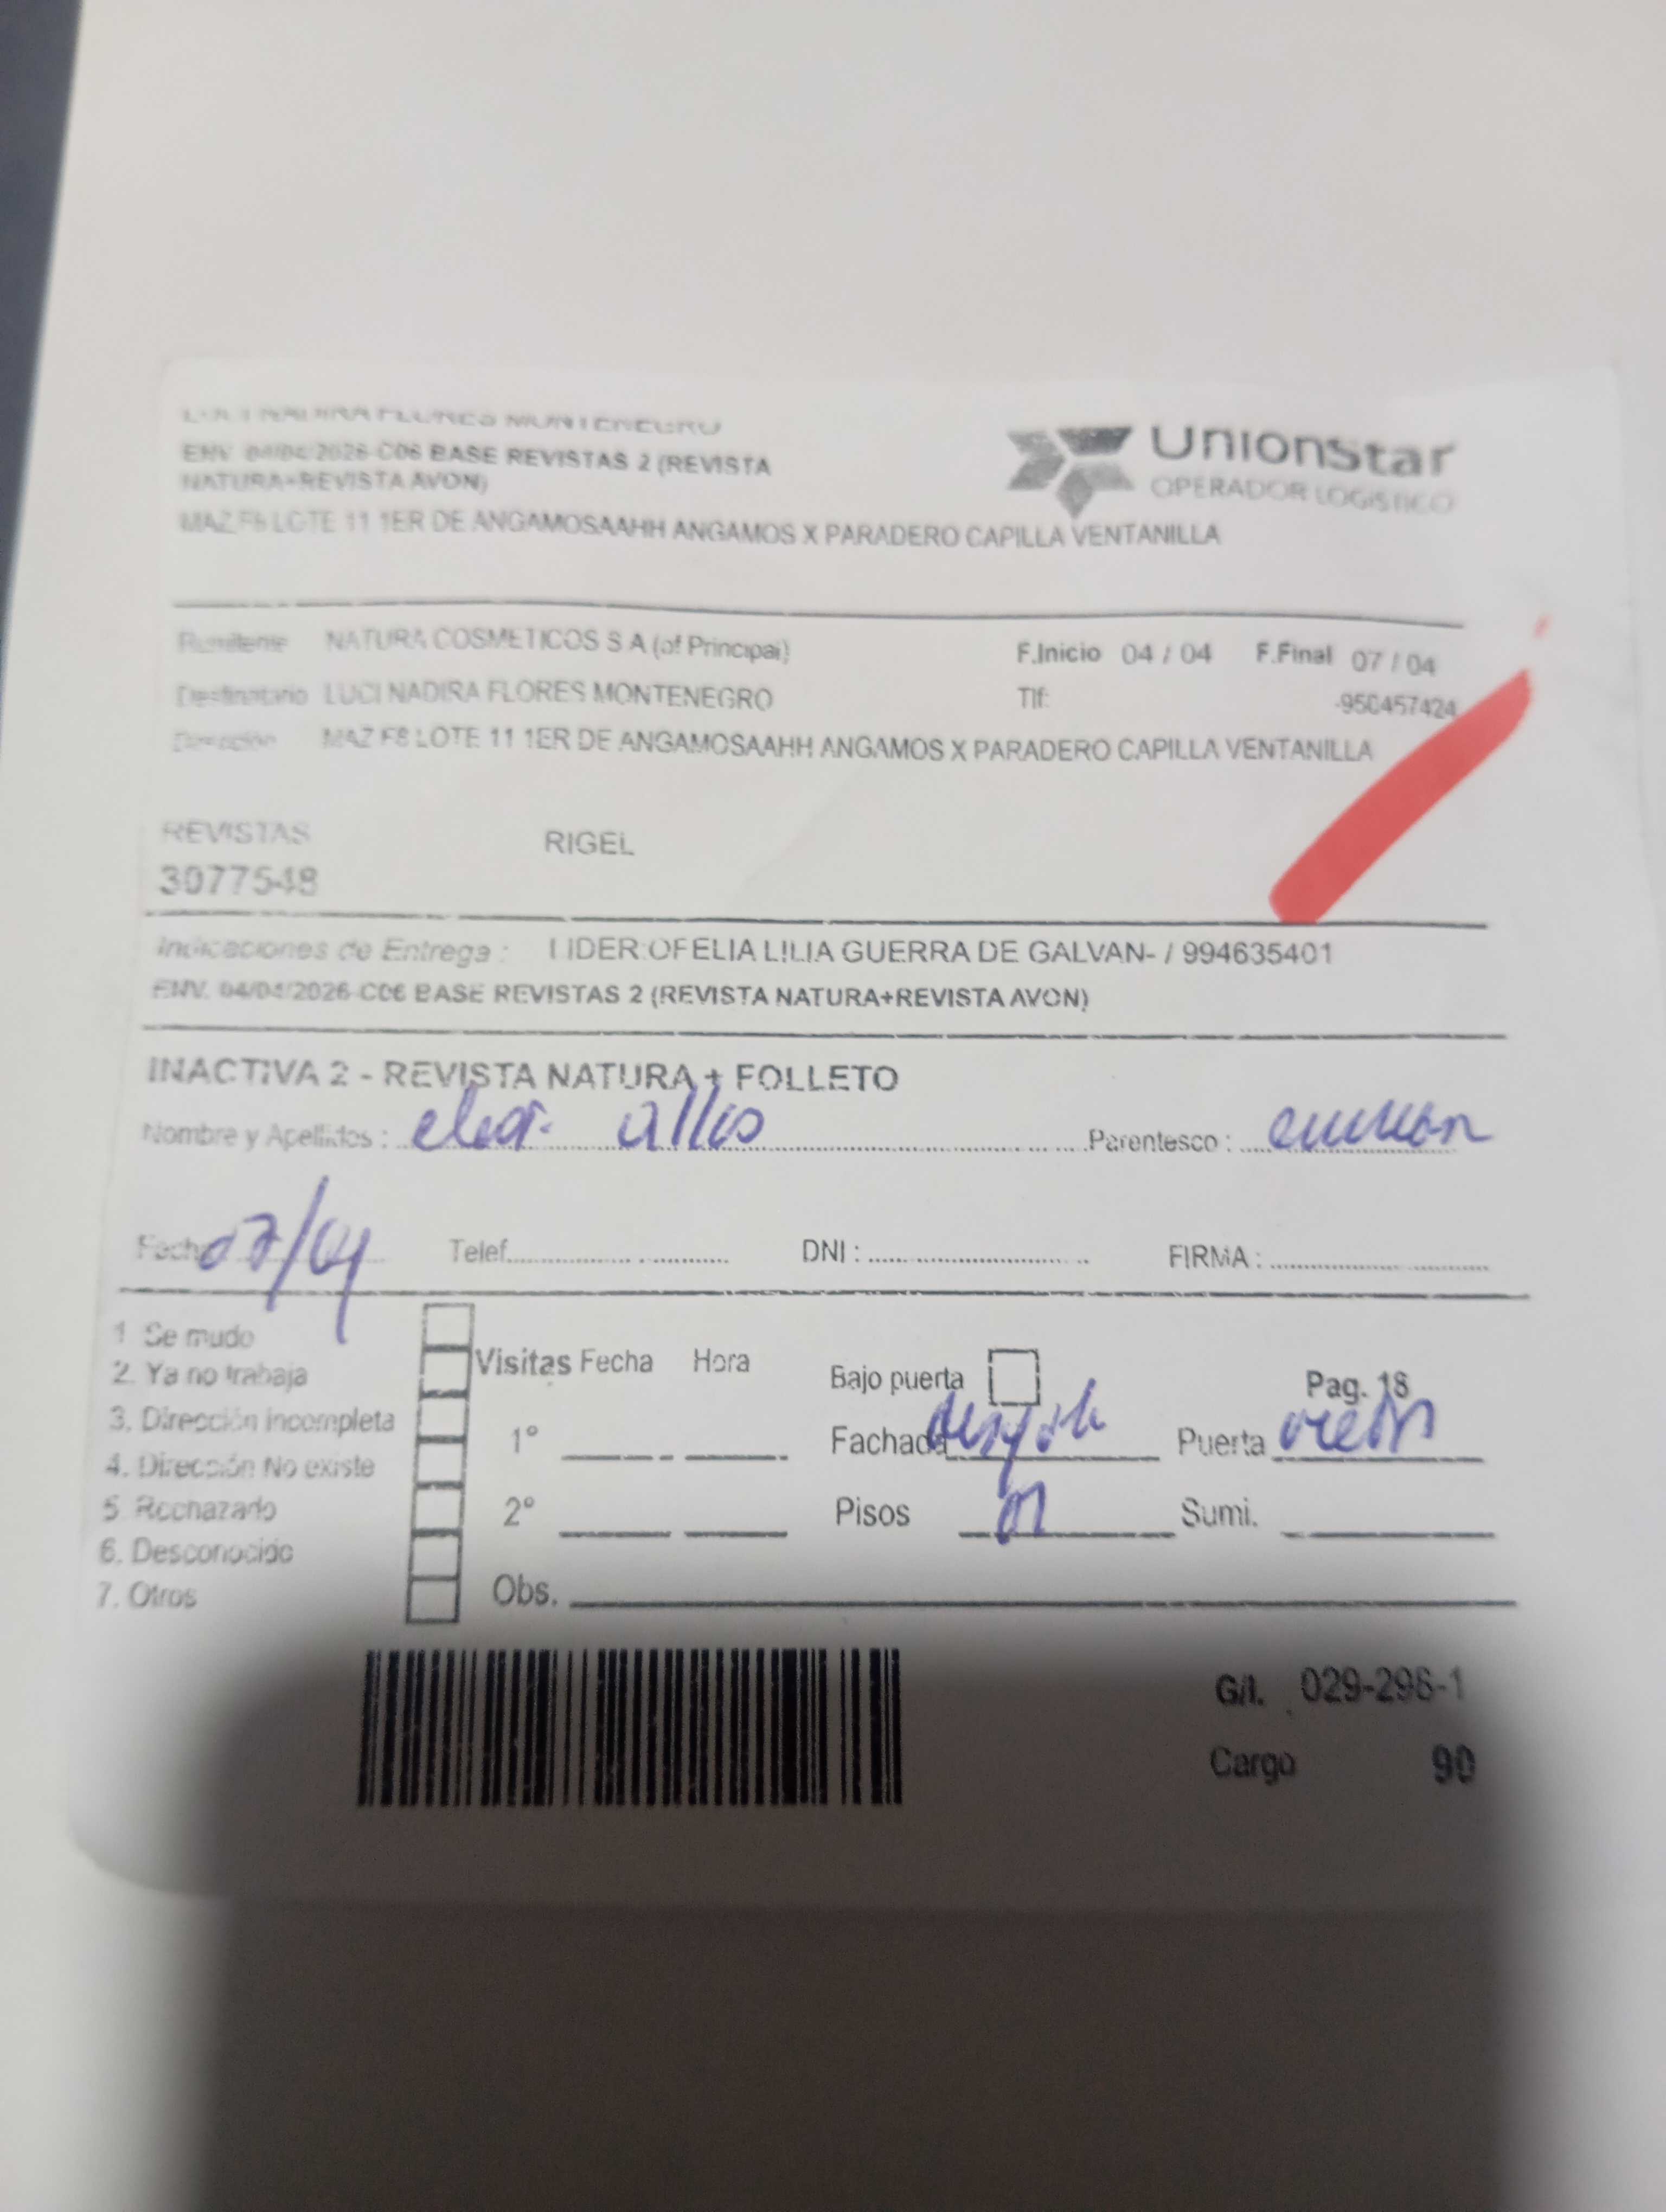 LUCI NADIRA FLORES MONTENEGRO
ENV. 04/04/2026-C06 BASE REVISTAS 2 (REVISTA
NATURA+REVISTA AVON)
MAZ F8 LOTE 11 1ER DE ANGAMOSAAHH ANGAMOS X PARADERO CAPILLA VENTANILLA
UnionStar
OPERADOR LOGISTICO
Remitente NATURA COSMETICOS S A (of Principal) F.Inicio 04 / 04 F.Final 07 / 04
Destinatario LUCI NADIRA FLORES MONTENEGRO Tlf: -950457424
Dirección MAZ F8 LOTE 11 1ER DE ANGAMOSAAHH ANGAMOS X PARADERO CAPILLA VENTANILLA
REVISTAS RIGEL
3077548
Indicaciones de Entrega : LIDER:OFELIA LILIA GUERRA DE GALVAN- / 994635401
ENV. 04/04/2026-C06 BASE REVISTAS 2 (REVISTA NATURA+REVISTA AVON)
INACTIVA 2 - REVISTA NATURA + FOLLETO
Nombre y Apellidos : Parentesco :
Fecha 07/04 Telef. DNI : FIRMA :
1 Se mudo
2. Ya no trabaja
3. Dirección incompleta
4. Dirección No existe
5 Rechazado
6. Desconocido
7. Otros
Visitas Fecha Hora
1°
2°
Obs.
Bajo puerta Pag. 18
Fachada Puerta
Pisos 01 Sumi.
G/I. 029-296-1
Cargo 90